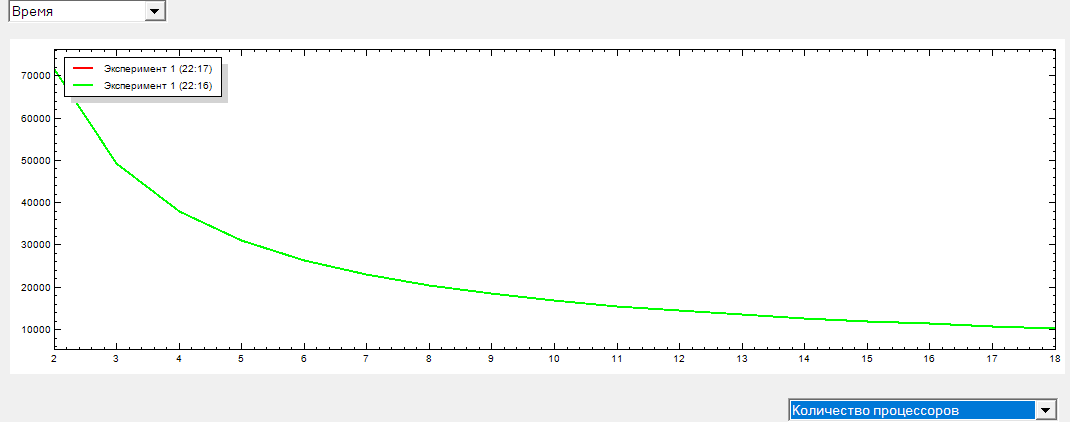 Время
Эксперимент 1 (22:17)
Эксперимент 1 (22:16)
70000
60000
50000
40000
30000
20000
10000
2 3 4 5 6 7 8 9 10 11 12 13 14 15 16 17 18
Количество процессоров